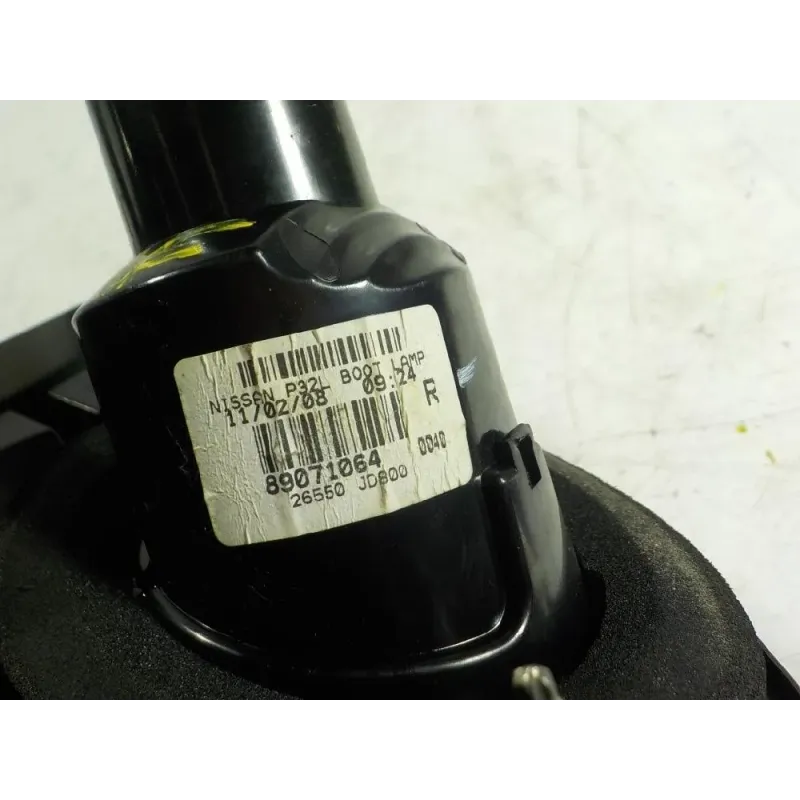 NISSAN P32L BOOT LAMP
11/02/08 09:24
R
89071064 0040
26550 JD800